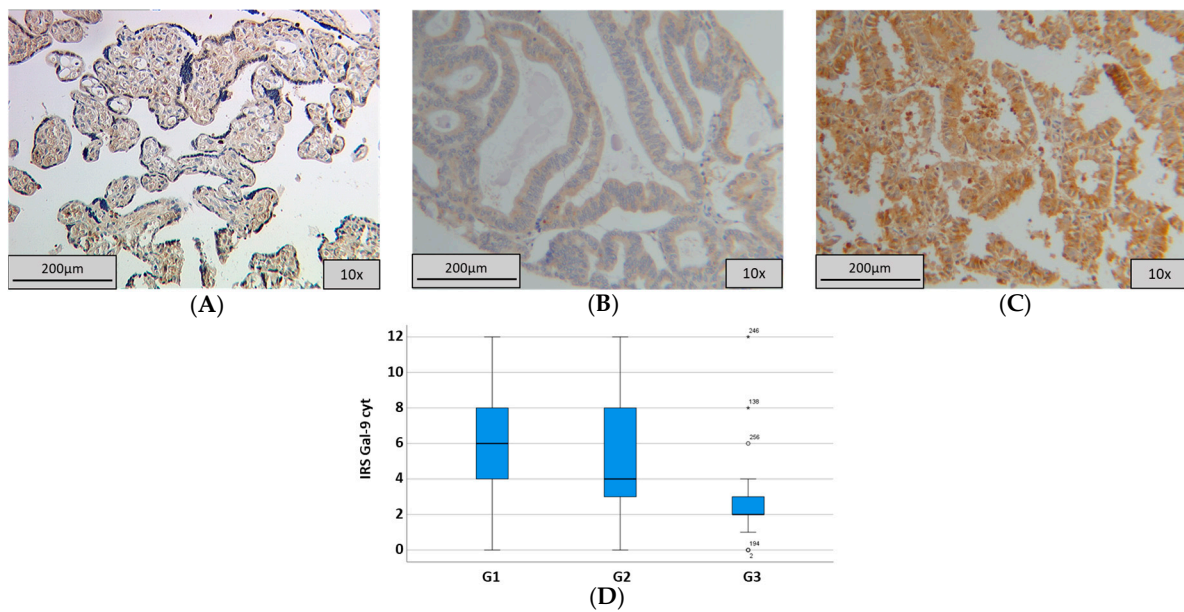 200μm
10x
200μm
10x
200μm
10x
(A)
(B)
(C)
IRS Gal-9 cyt
12
10
8
6
4
2
0
246
138
256
194
2
G1
G2
G3
(D)